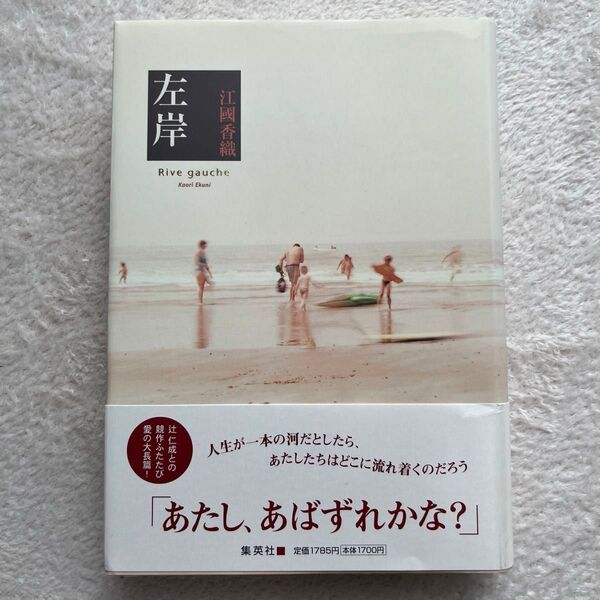 左岸
江國香織
Rive gauche
Kaori Ekuni
辻 仁成との
競作ふたたび
愛の大長篇!
人生が一本の河だとしたら、
あたしたちはどこに流れ着くのだろう
「あたし、あばずれかな?」
集英社 定価1785円 本体1700円